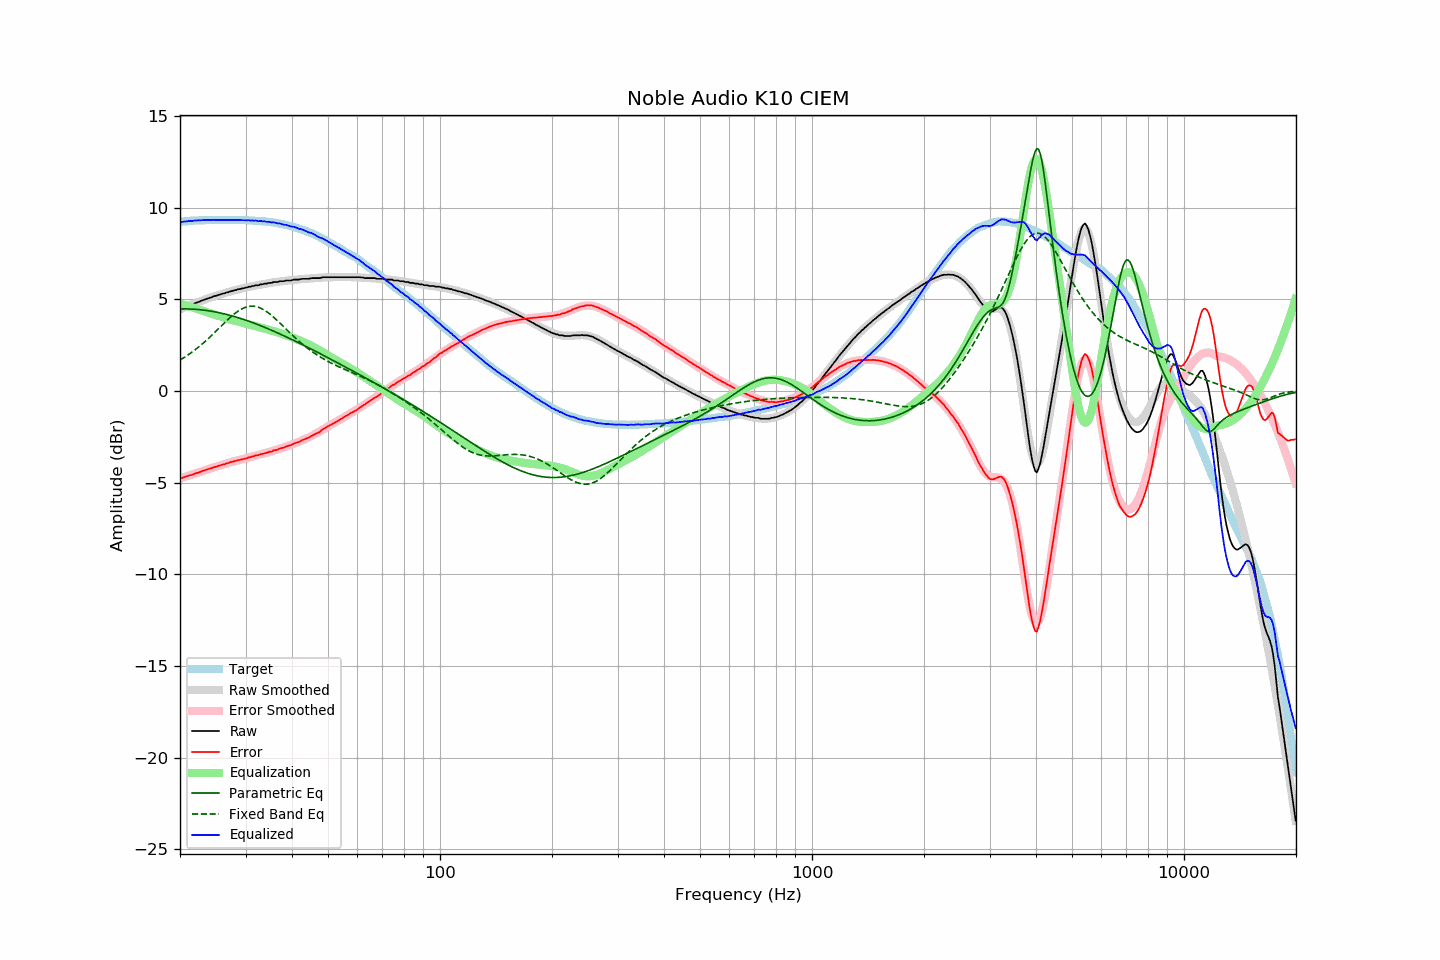 Noble Audio K10 CIEM
15
10
5
0
−5
−10
−15
−20
−25
Amplitude (dBr)
Target
Raw Smoothed
Error Smoothed
Raw
Error
Equalization
Parametric Eq
Fixed Band Eq
Equalized
100
1000
10000
Frequency (Hz)